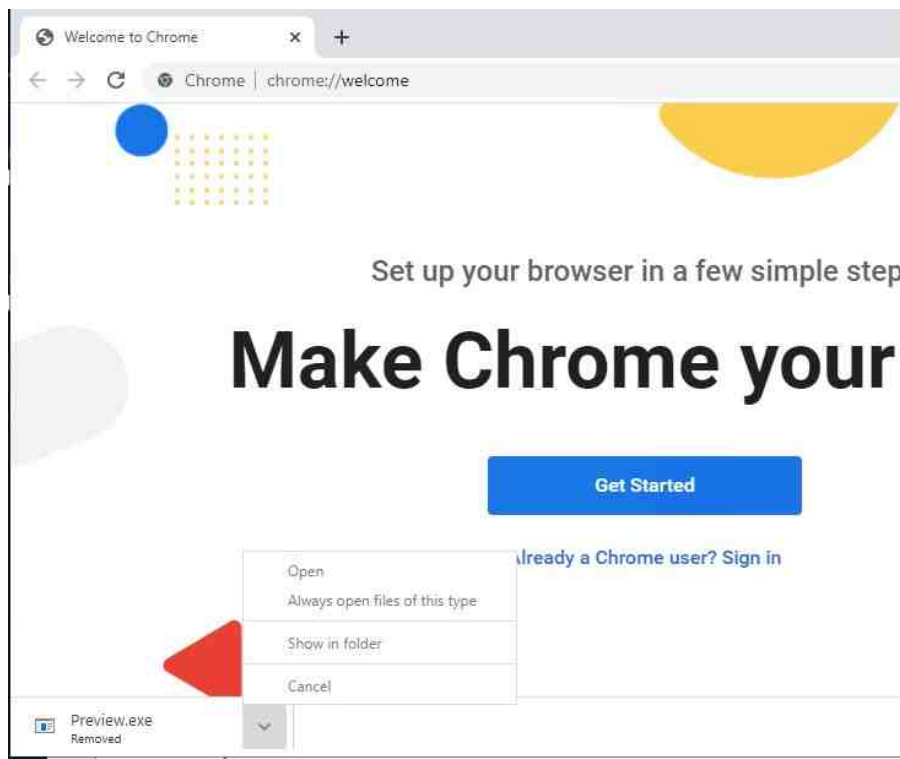 Welcome to Chrome
Chrome | chrome://welcome
Set up your browser in a few simple step
Make Chrome your
Get Started
Already a Chrome user? Sign in
Open
Always open files of this type
Show in folder
Cancel
Preview.exe
Removed